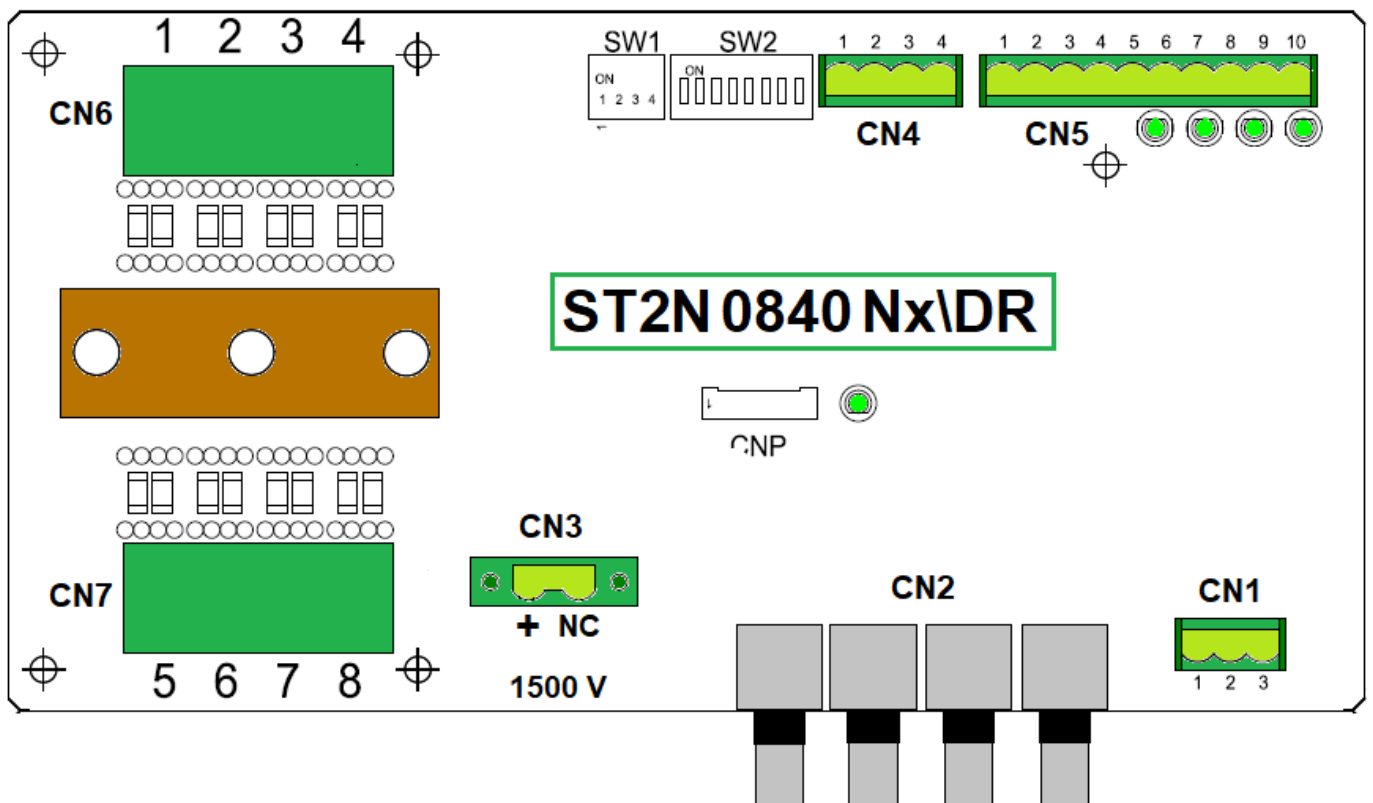 1 2 3 4
CN6
SW1
ON
1 2 3 4
SW2
ON
1 2 3 4
CN4
1 2 3 4 5 6 7 8 9 10
CN5
ST2N 0840 Nx\DR
CNP
CN7
5 6 7 8
CN3
+ NC
1500 V
CN2
CN1
1 2 3